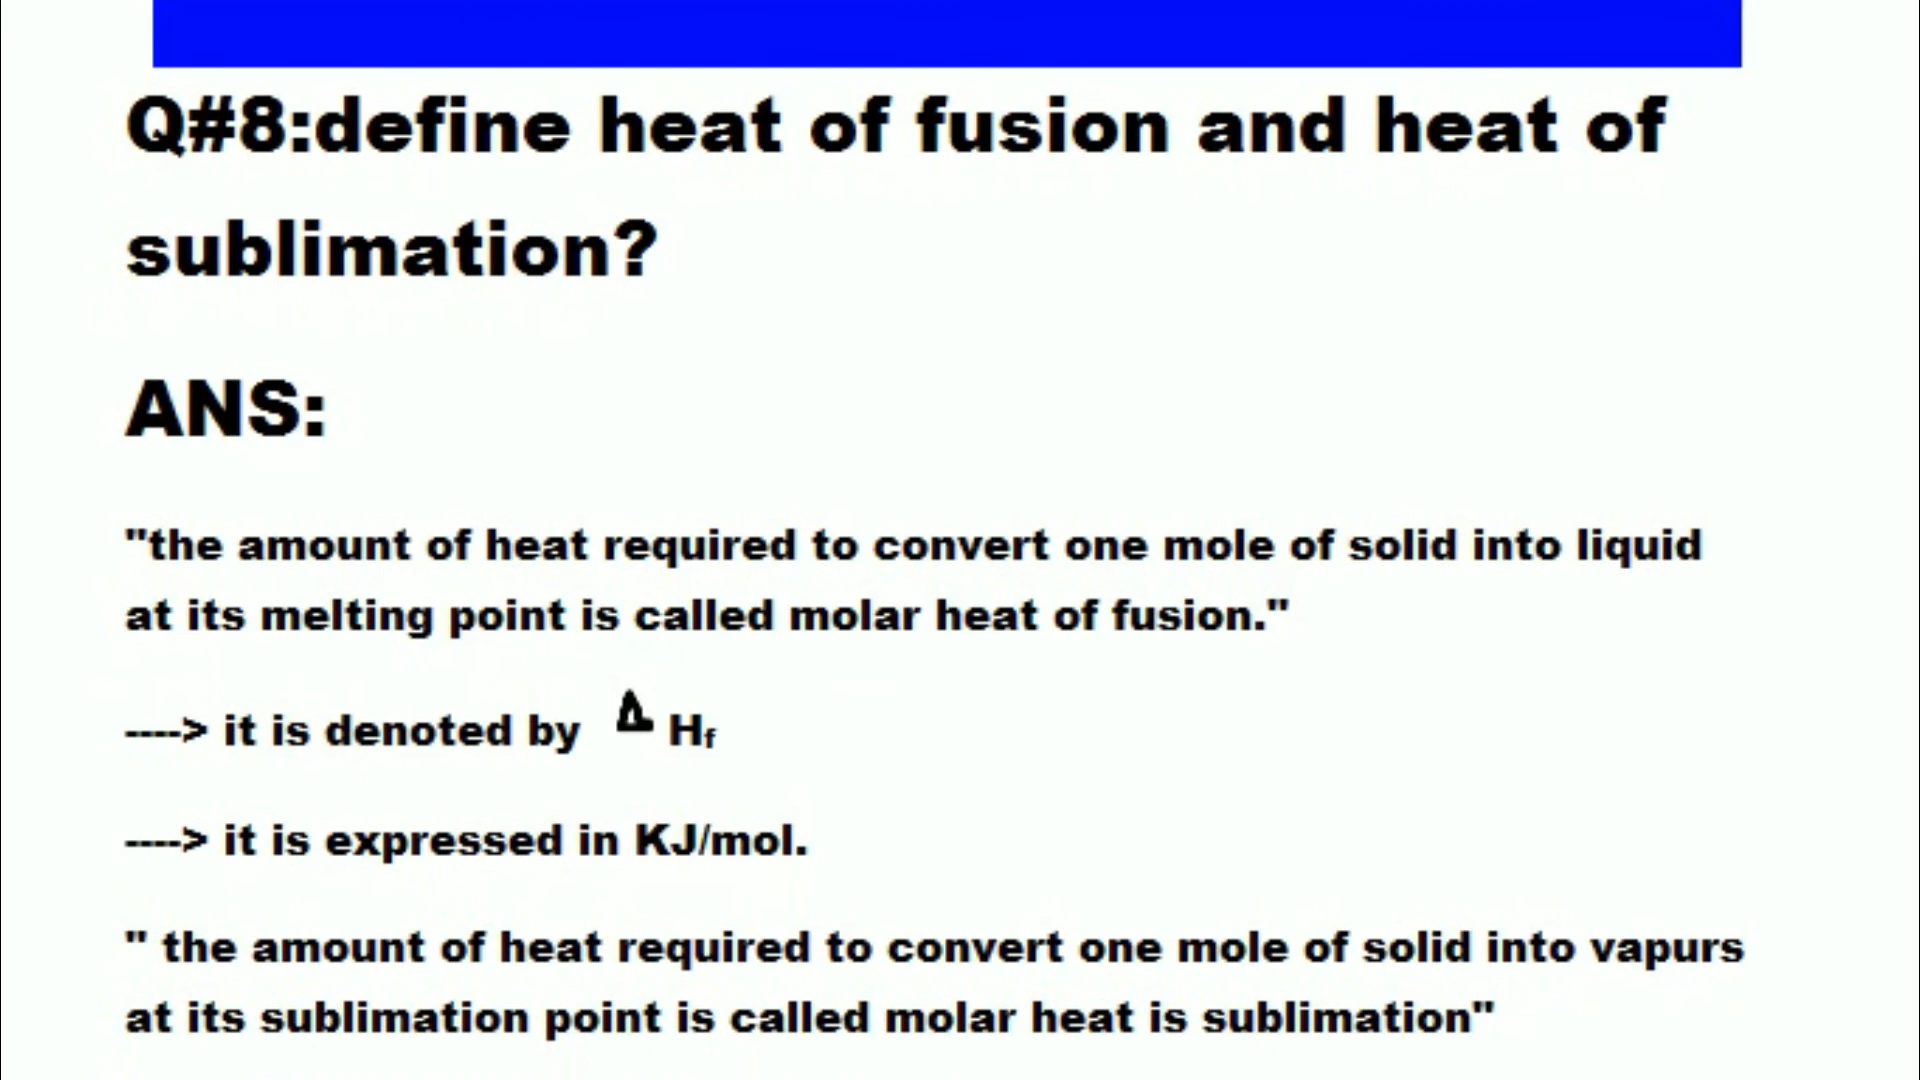 Q#8:define heat of fusion and heat of
sublimation?
ANS:
"the amount of heat required to convert one mole of solid into liquid
at its melting point is called molar heat of fusion."
----> it is denoted by Δ Hf
----> it is expressed in KJ/mol.
" the amount of heat required to convert one mole of solid into vapurs
at its sublimation point is called molar heat is sublimation"